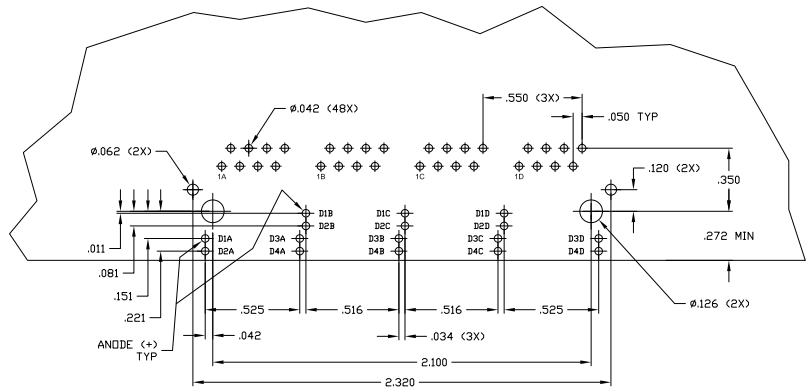 .550 (3X)
Ø.042 (48X)
.050 TYP
Ø.062 (2X)
1A 1B 1C 1D
.120 (2X)
.350
D1B D1C D1D
D2B D2C D2D
.272 MIN
.011
D1A D3A D3B D3C D3D
D2A D4A D4B D4C D4D
.081
.151
.221
Ø.126 (2X)
.525 .516 .516 .525
ANODE (+)
TYP
.042 .034 (3X)
2.100
2.320